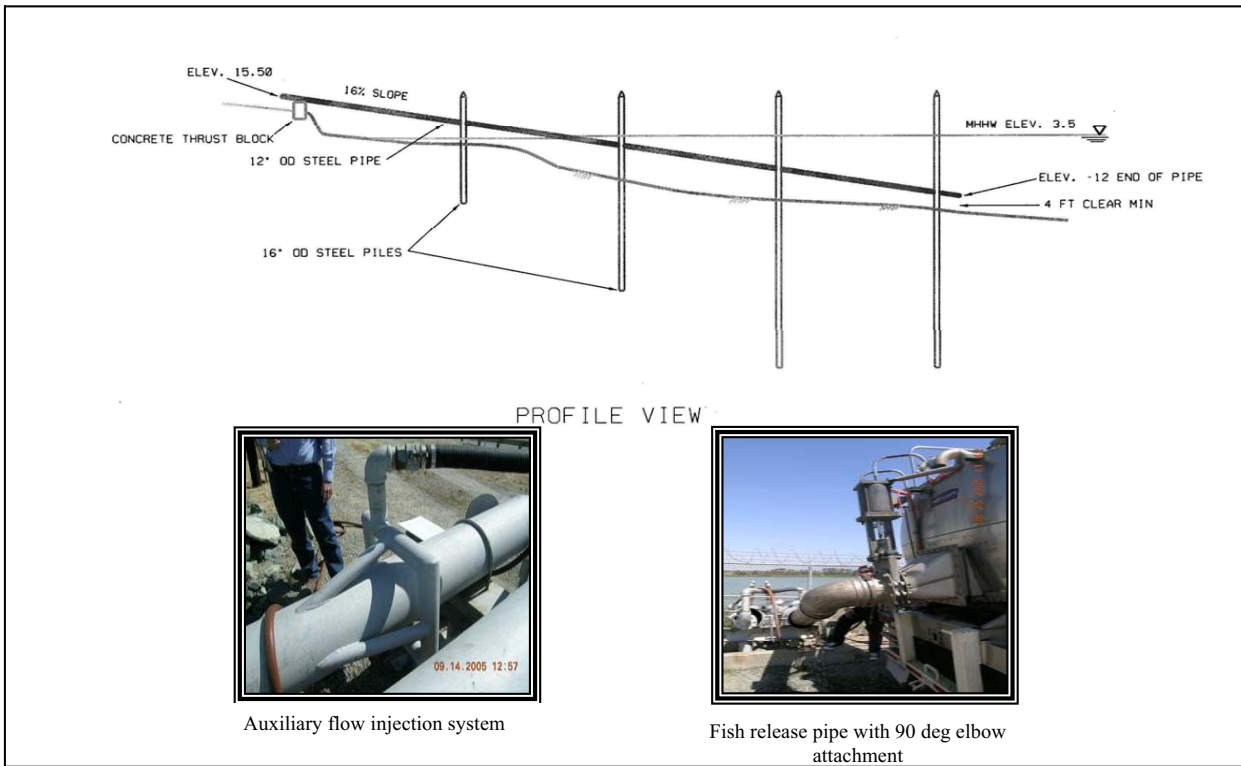 ELEV. 15.50
16% SLOPE
CONCRETE THRUST BLOCK
12" OD STEEL PIPE
MHHW ELEV. 3.5
ELEV. -12 END OF PIPE
4 FT CLEAR MIN
16" OD STEEL PILES
PROFILE VIEW
09.14.2005 12:57
Auxiliary flow injection system
Fish release pipe with 90 deg elbow
attachment